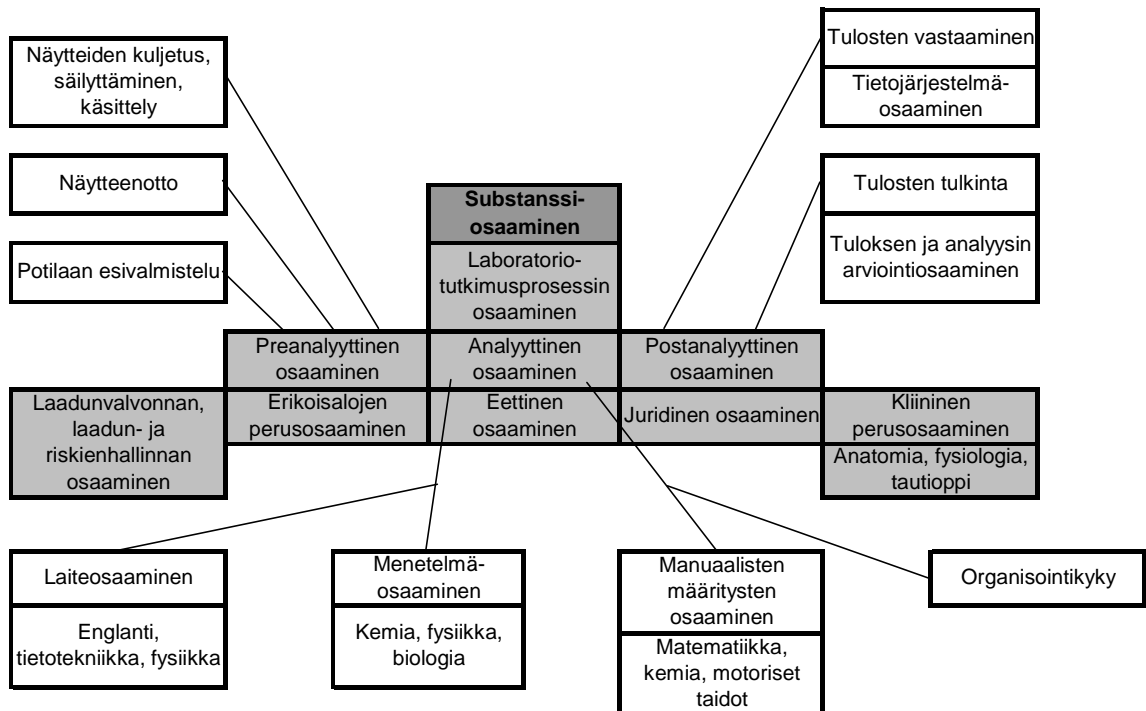 Näytteiden kuljetus,
säilyttäminen,
käsittely
Tulosten vastaaminen
Tietojärjestelmä-
osaaminen
Näytteenotto
Tulosten tulkinta
Substanssi-
osaaminen
Potilaan esivalmistelu
Laboratorio-
tutkimusprosessin
osaaminen
Tuloksen ja analyysin
arviointiosaaminen
Preanalyyttinen
osaaminen
Analyyttinen
osaaminen
Postanalyyttinen
osaaminen
Laadunvalvonnan,
laadun- ja
riskienhallinnan
osaaminen
Erikoisalojen
perusosaaminen
Eettinen
osaaminen
Juridinen osaaminen
Kliininen
perusosaaminen
Anatomia, fysiologia,
tautioppi
Laiteosaaminen
Englanti,
tietotekniikka, fysiikka
Menetelmä-
osaaminen
Kemia, fysiikka,
biologia
Manuaalisten
määritysten
osaaminen
Matematiikka,
kemia, motoriset
taidot
Organisointikyky